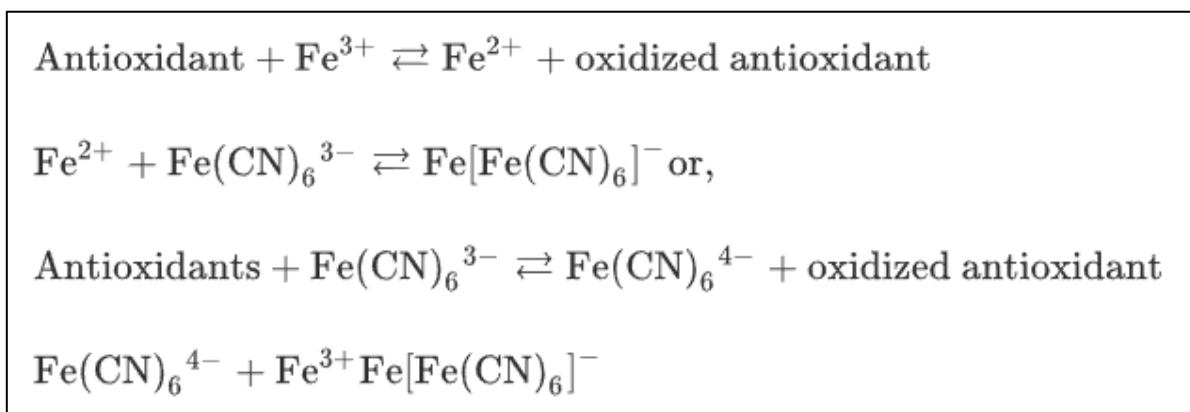 Antioxidant + Fe³⁺ ⇄ Fe²⁺ + oxidized antioxidant
Fe²⁺ + Fe(CN)₆³⁻ ⇄ Fe[Fe(CN)₆]⁻ or,
Antioxidants + Fe(CN)₆³⁻ ⇄ Fe(CN)₆⁴⁻ + oxidized antioxidant
Fe(CN)₆⁴⁻ + Fe³⁺Fe[Fe(CN)₆]⁻